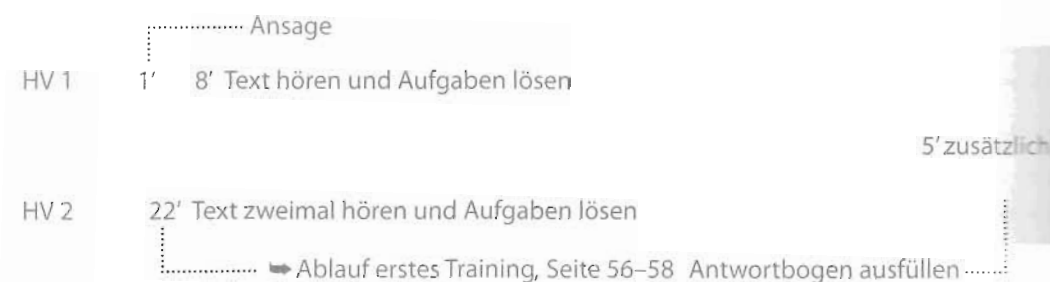 Ansage
HV 1 1' 8' Text hören und Aufgaben lösen
5' zusätzlich
HV 2 22' Text zweimal hören und Aufgaben lösen
➥ Ablauf erstes Training, Seite 56–58 Antwortbogen ausfüllen